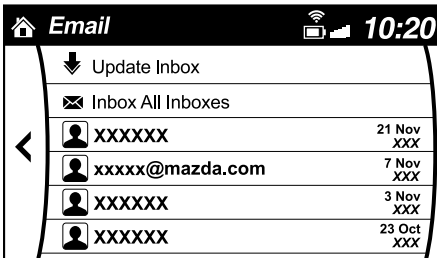 Email 10:20
Update Inbox
Inbox All Inboxes
XXXXXX 21 Nov
XXX
xxxxx@mazda.com 7 Nov
XXX
XXXXXX 3 Nov
XXX
XXXXXX 23 Oct
XXX